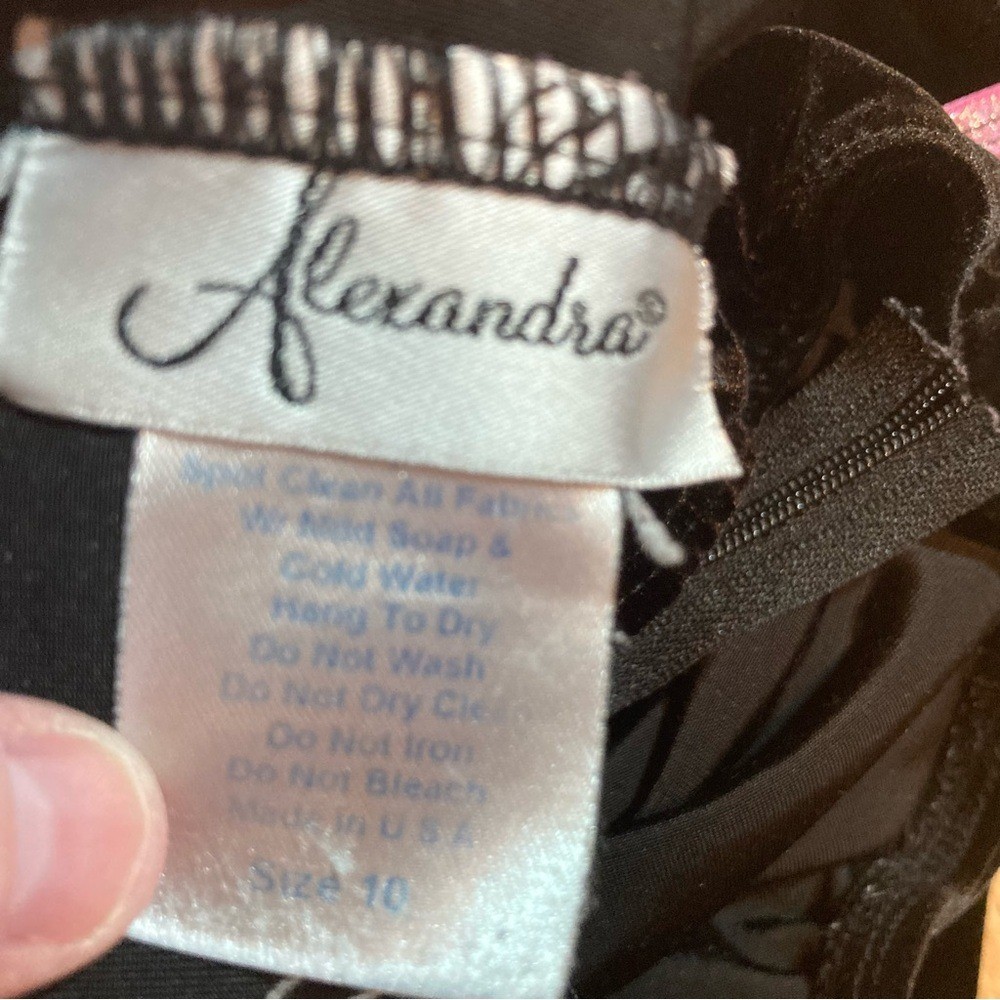 Alexandra©
Spot Clean All Fabrics
W/ Mild Soap &
Cold Water
Hang To Dry
Do Not Wash
Do Not Dry Cle
Do Not Iron
Do Not Bleach
Made in U S A
Size 10